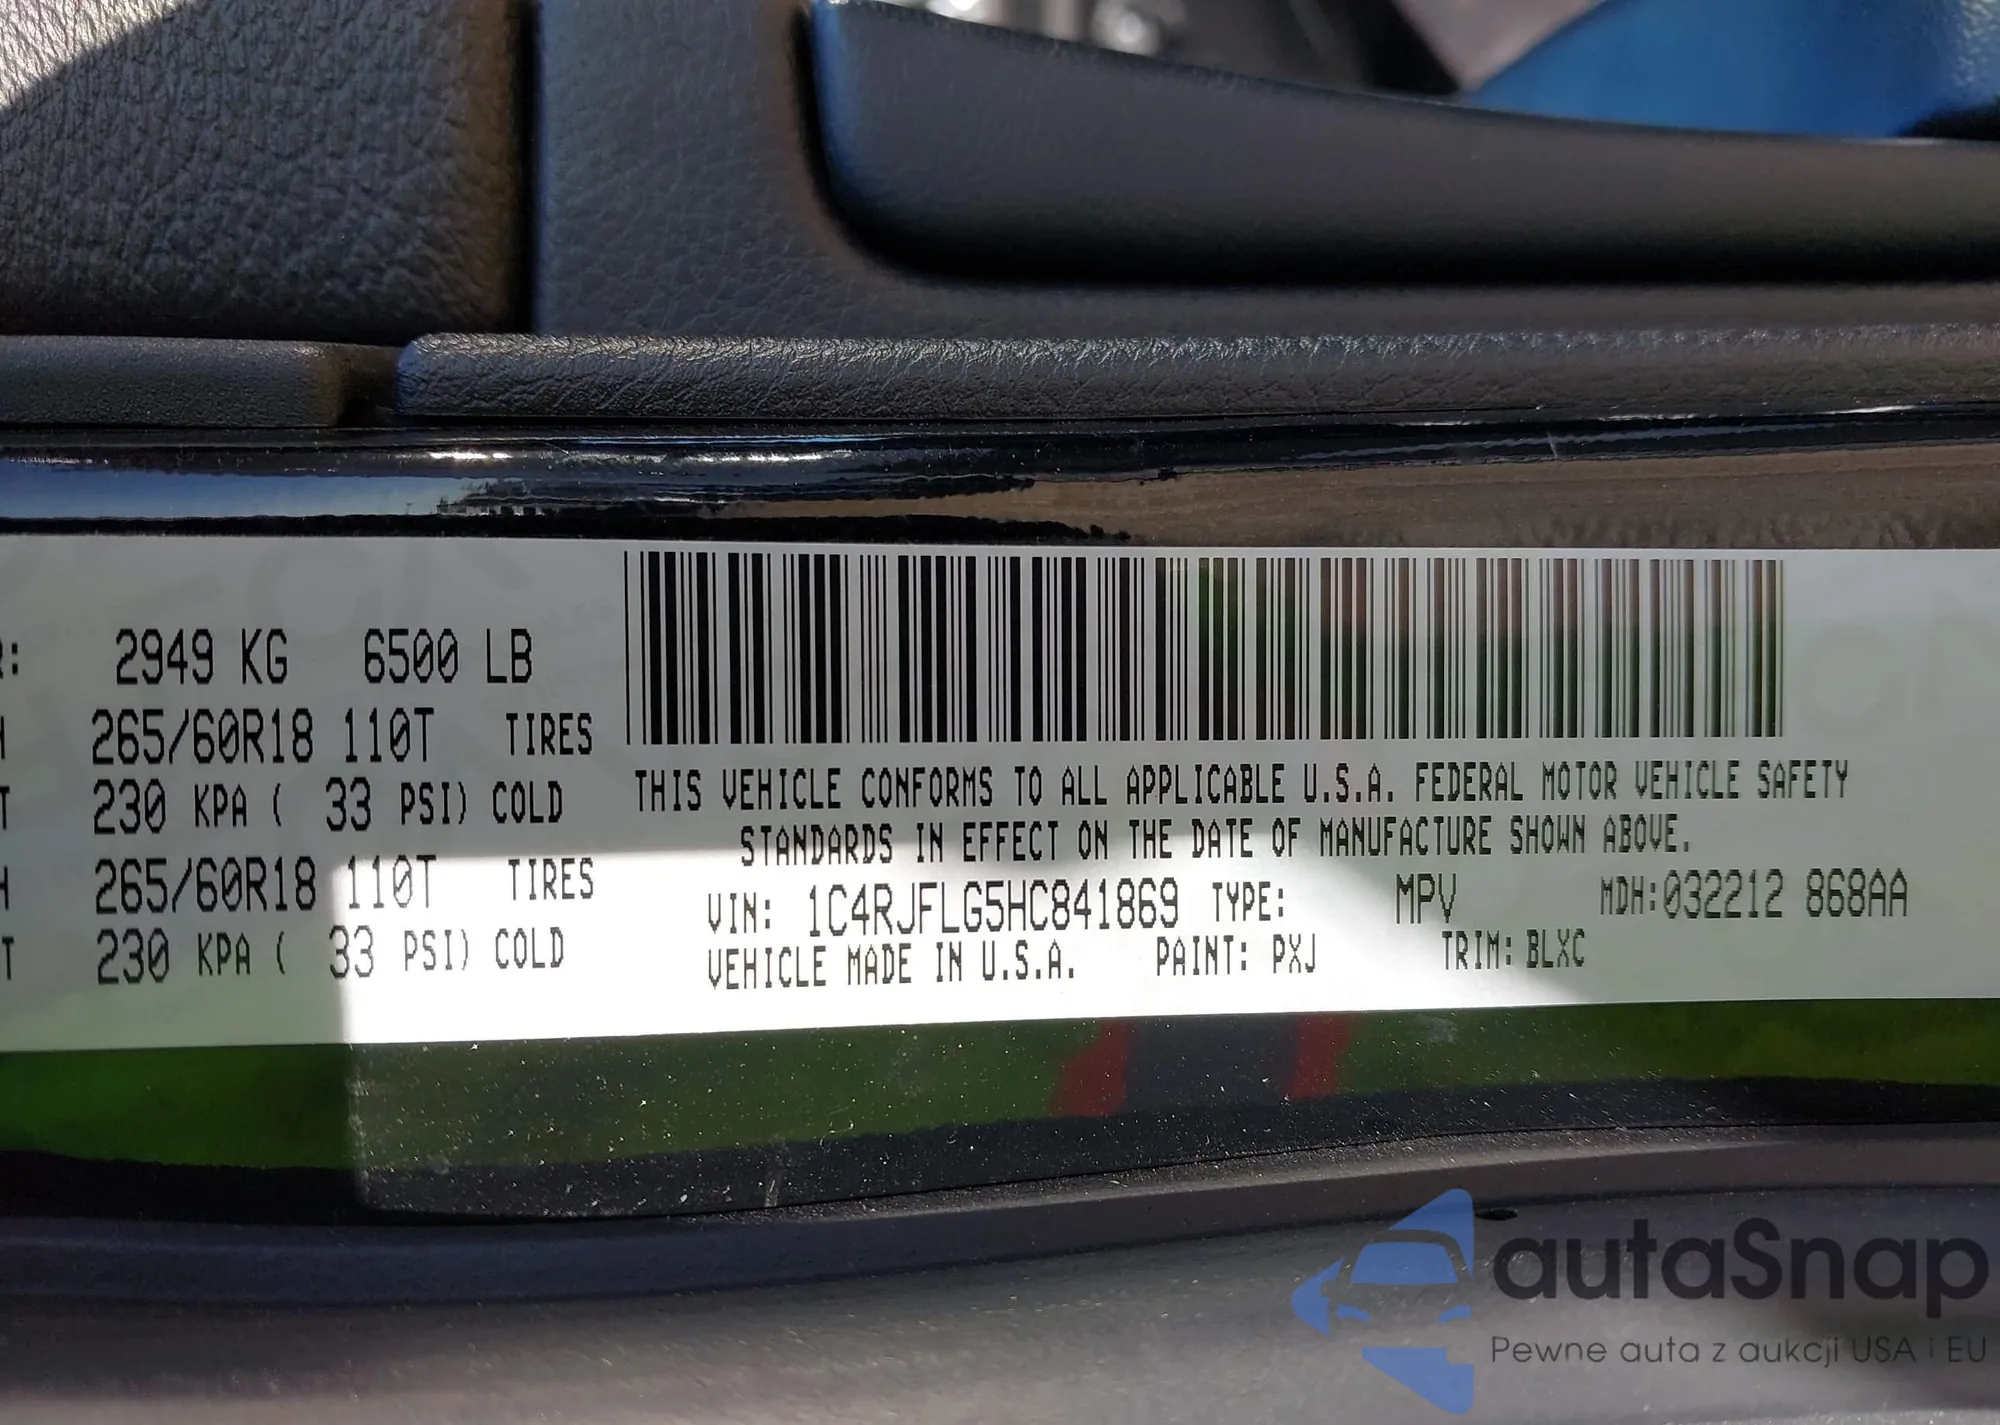 R: 2949 KG 6500 LB
H 265/60R18 110T TIRES
T 230 KPA ( 33 PSI) COLD
H 265/60R18 110T TIRES
T 230 KPA ( 33 PSI) COLD
THIS VEHICLE CONFORMS TO ALL APPLICABLE U.S.A. FEDERAL MOTOR VEHICLE SAFETY
STANDARDS IN EFFECT ON THE DATE OF MANUFACTURE SHOWN ABOVE.
VIN: 1C4RJFLG5HC841869 TYPE: MPV MDH:032212 868AA
VEHICLE MADE IN U.S.A. PAINT: PXJ TRIM: BLXC
autaSnap
Pewne auta z aukcji USA i EU